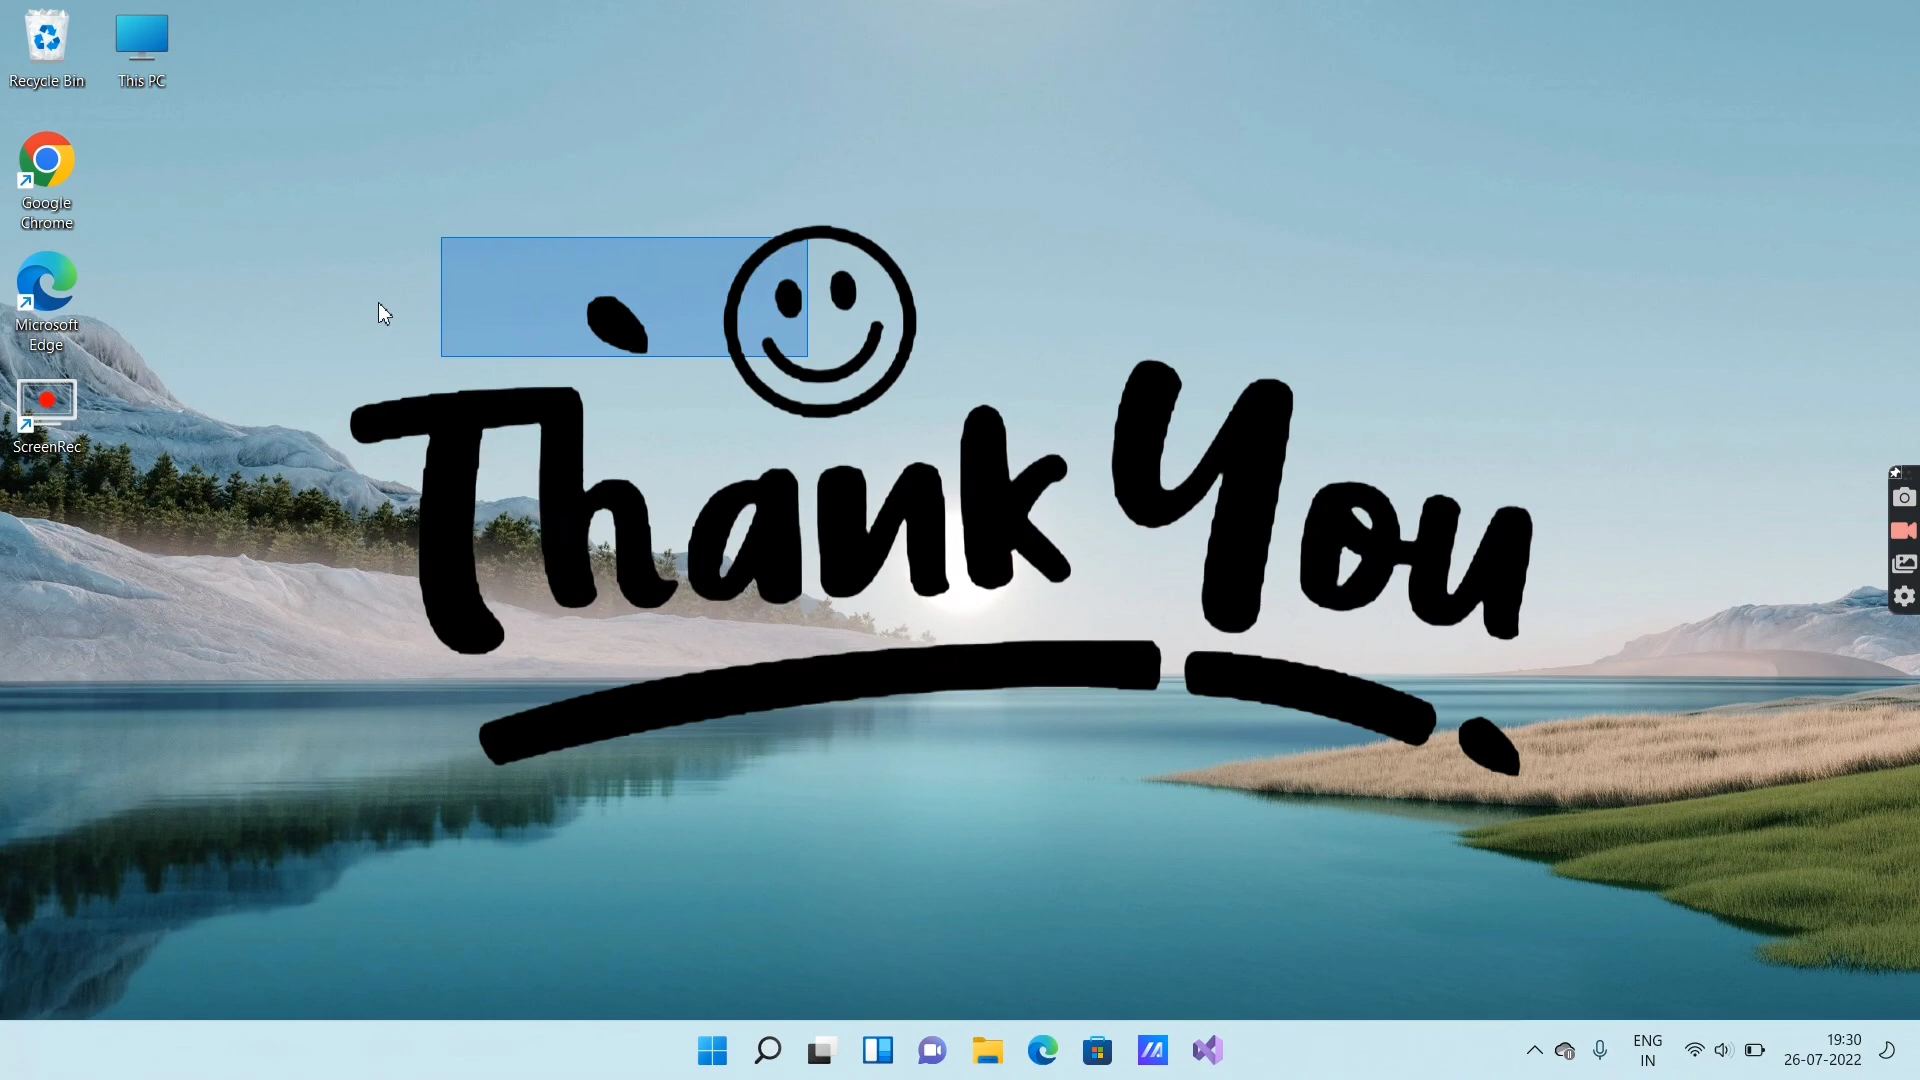 Recycle Bin
This PC
Google
Chrome
Microsoft
Edge
ScreenRec
Thank You
ENG
IN
19:30
26-07-2022